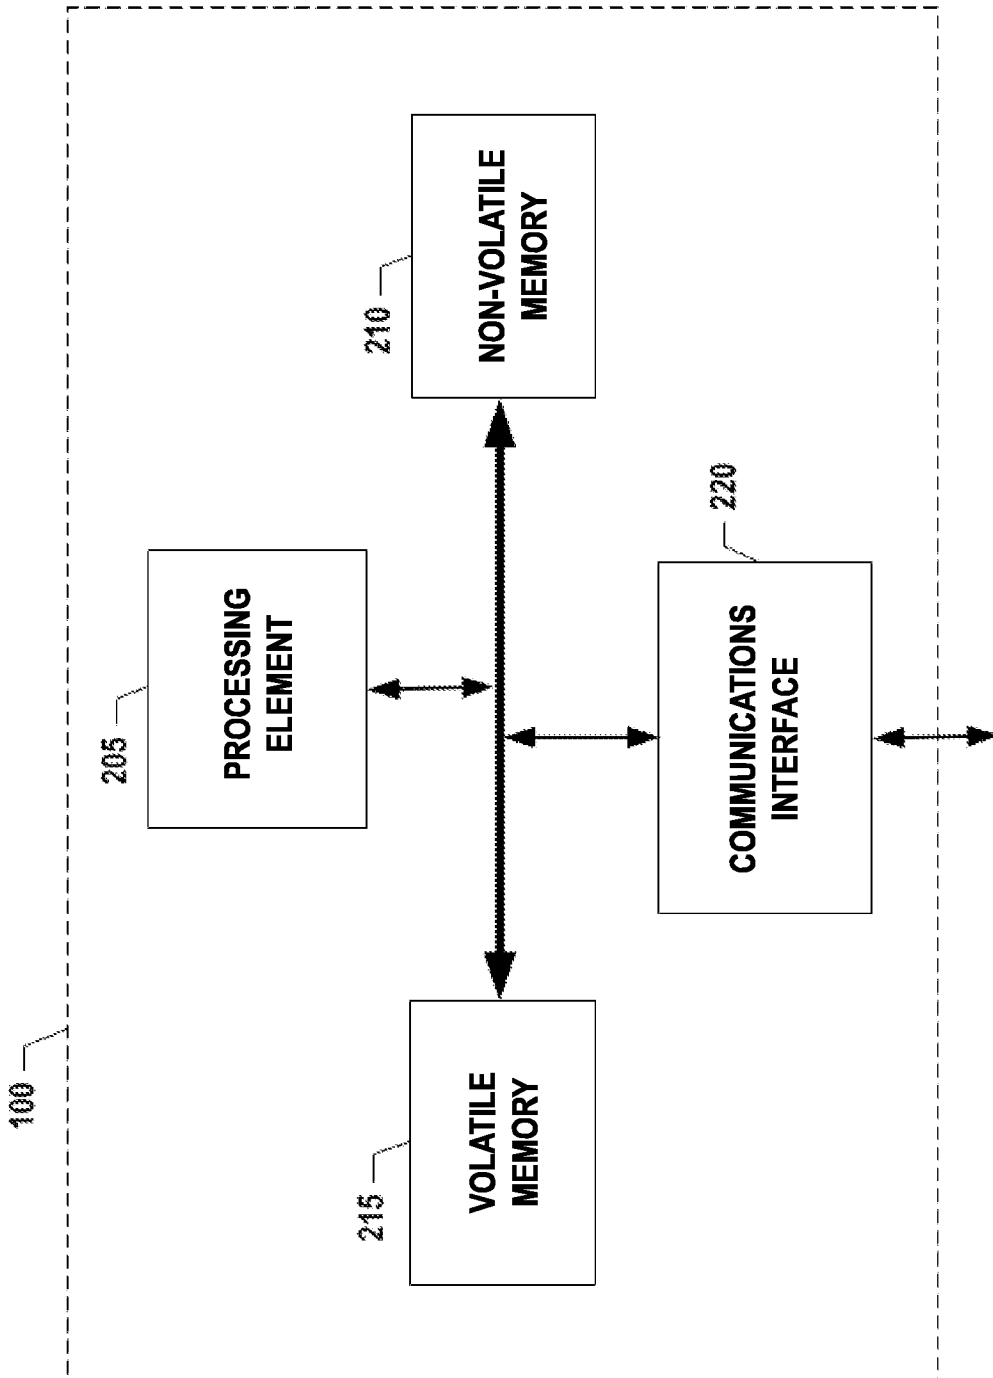 100
205
PROCESSING
ELEMENT
215
VOLATILE
MEMORY
210
NON-VOLATILE
MEMORY
220
COMMUNICATIONS
INTERFACE